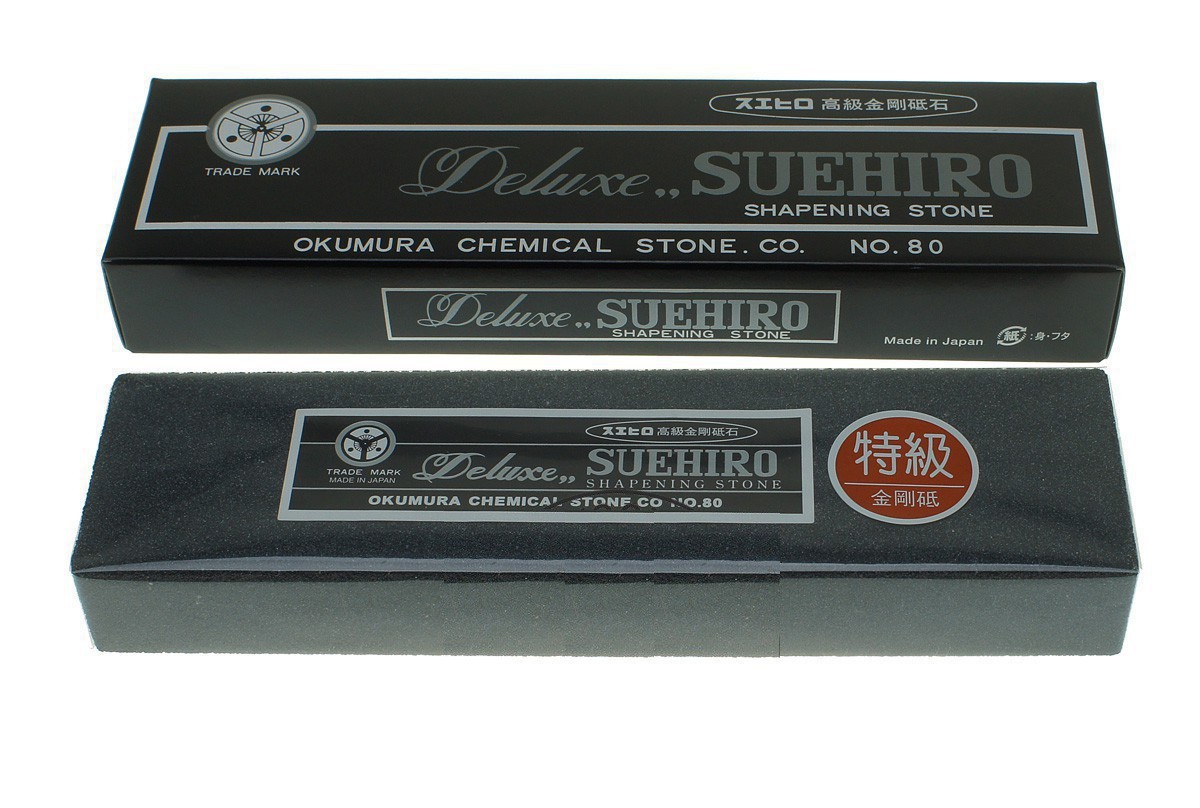 スエヒロ 高級金剛砥石
TRADE MARK
Deluxe „ SUEHIRO
SHAPENING STONE
OKUMURA CHEMICAL STONE. CO. NO. 80
Deluxe „ SUEHIRO
SHAPENING STONE
Made in Japan 紙 : 身・フタ
スエヒロ 高級金剛砥石
TRADE MARK
MADE IN JAPAN
Deluxe „ SUEHIRO
SHAPENING STONE
OKUMURA CHEMICAL STONE CO NO.80
特級
金剛砥